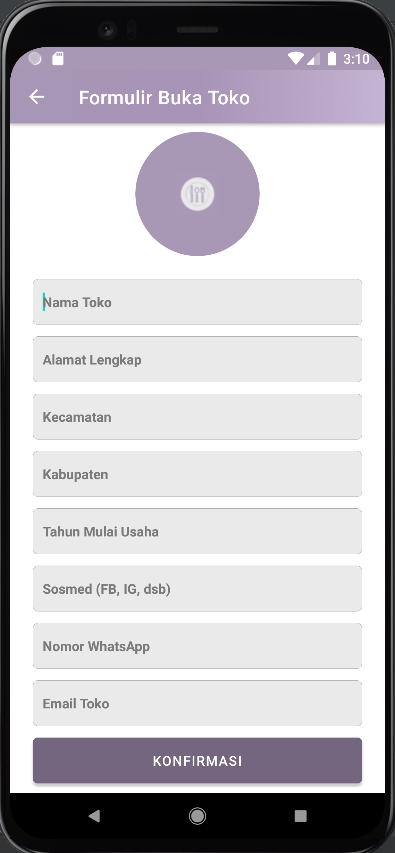 3:10
Formulir Buka Toko
Nama Toko
Alamat Lengkap
Kecamatan
Kabupaten
Tahun Mulai Usaha
Sosmed (FB, IG, dsb)
Nomor WhatsApp
Email Toko
KONFIRMASI